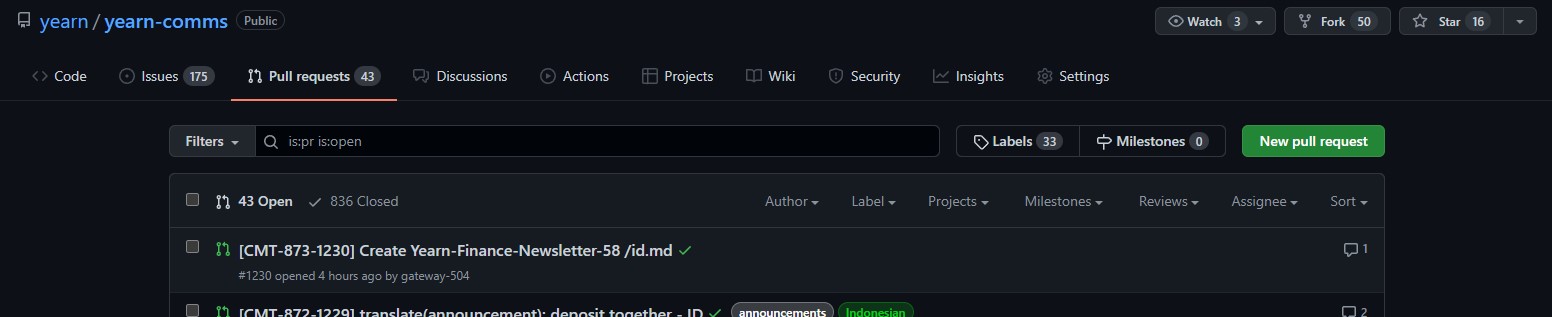 yearn / yearn-comms Public Watch 3 Fork 50 Star 16
Code Issues 175 Pull requests 43 Discussions Actions Projects Wiki Security Insights Settings
Filters is:pr is:open Labels 33 Milestones 0 New pull request
43 Open 836 Closed Author Label Projects Milestones Reviews Assignee Sort
[CMT-873-1230] Create Yearn-Finance-Newsletter-58 /id.md 1
#1230 opened 4 hours ago by gateway-504
[CMT-872-1229] translate(announcement): deposit together - ID announcements Indonesian 2